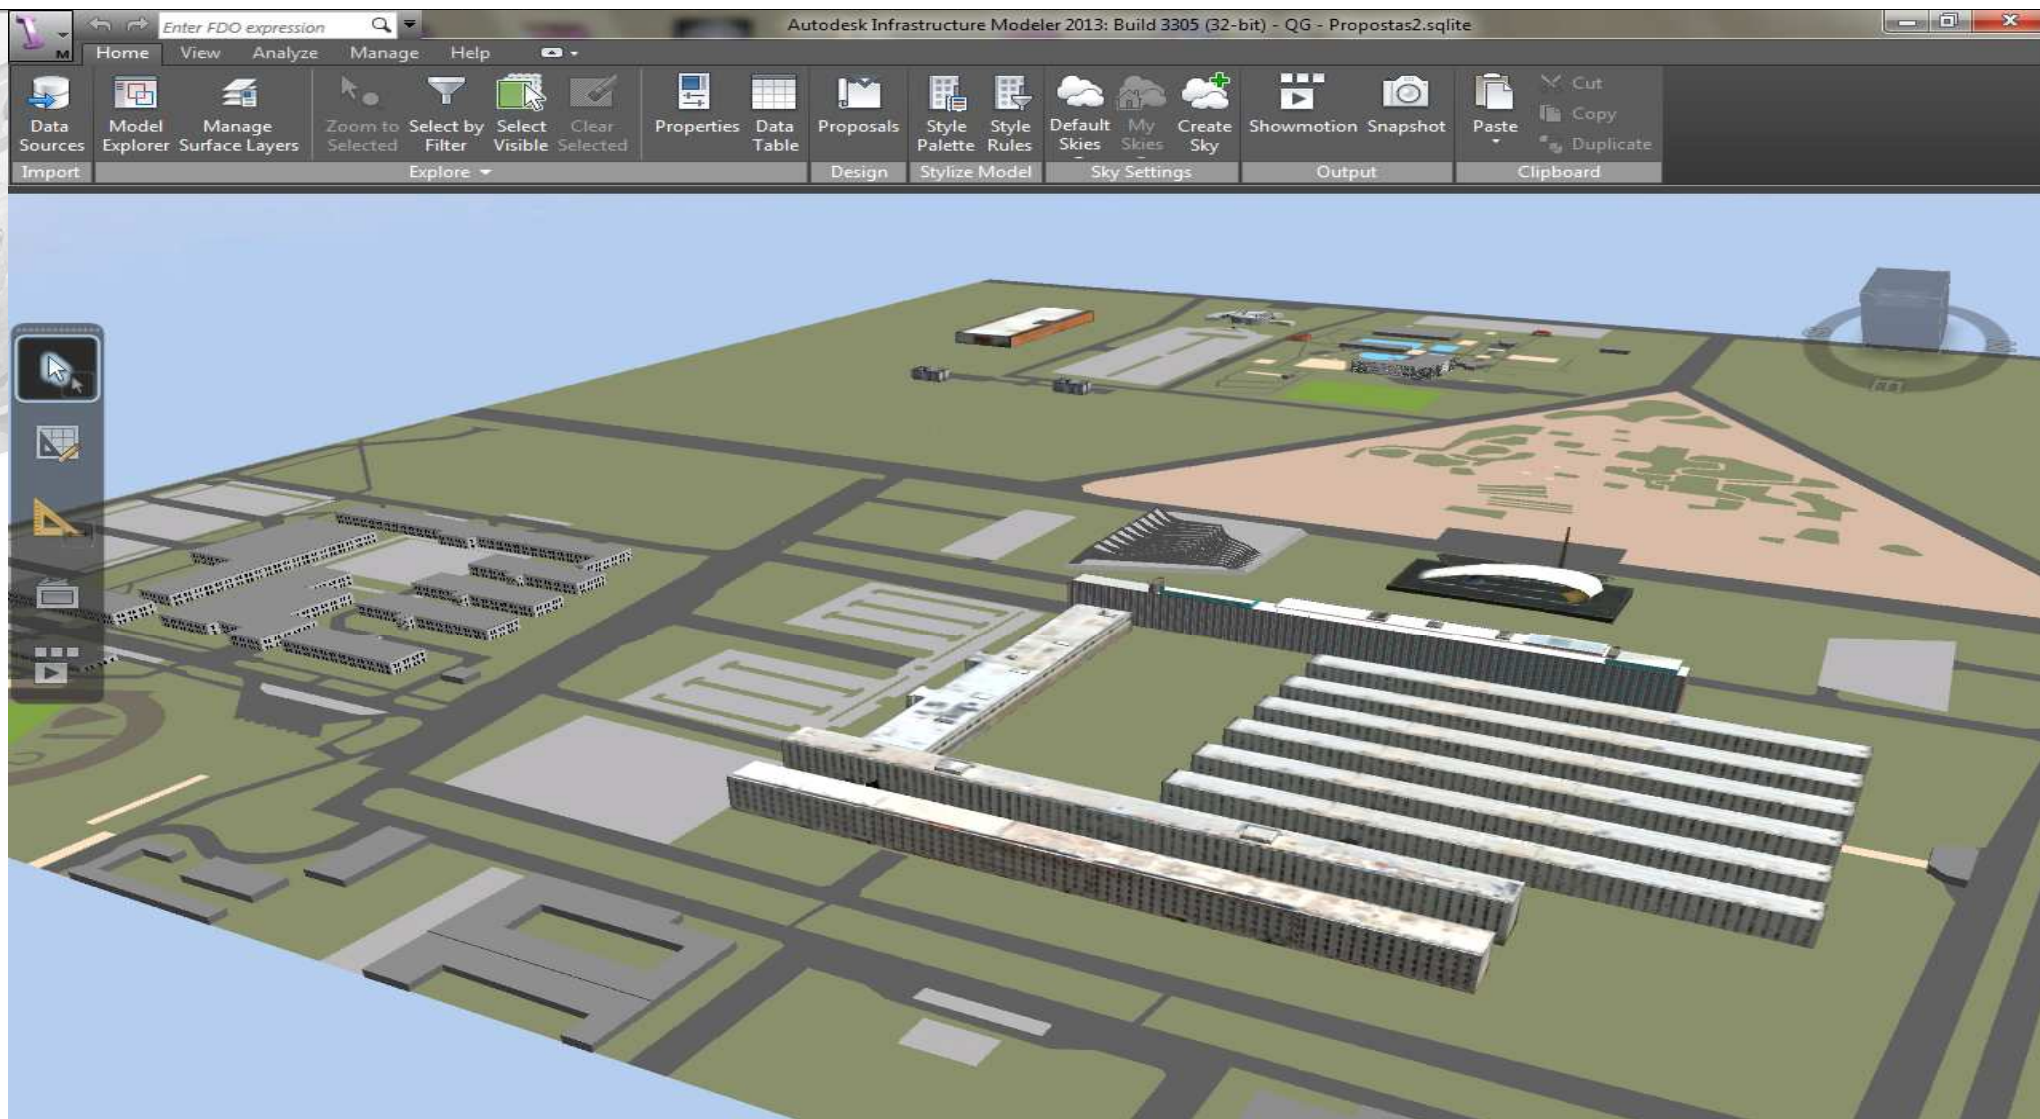 Enter FDO expression
Autodesk Infrastructure Modeler 2013: Build 3305 (32-bit) - QG - Propostas2.sqlite
M
Home View Analyze Manage Help
Data Sources
Model Explorer
Manage Surface Layers
Zoom to Selected
Select by Filter
Select Visible
Clear Selected
Properties
Data Table
Proposals
Style Palette
Style Rules
Default Skies
My Skies
Create Sky
Showmotion
Snapshot
Paste
Cut
Copy
Duplicate
Import
Explore
Design
Stylize Model
Sky Settings
Output
Clipboard